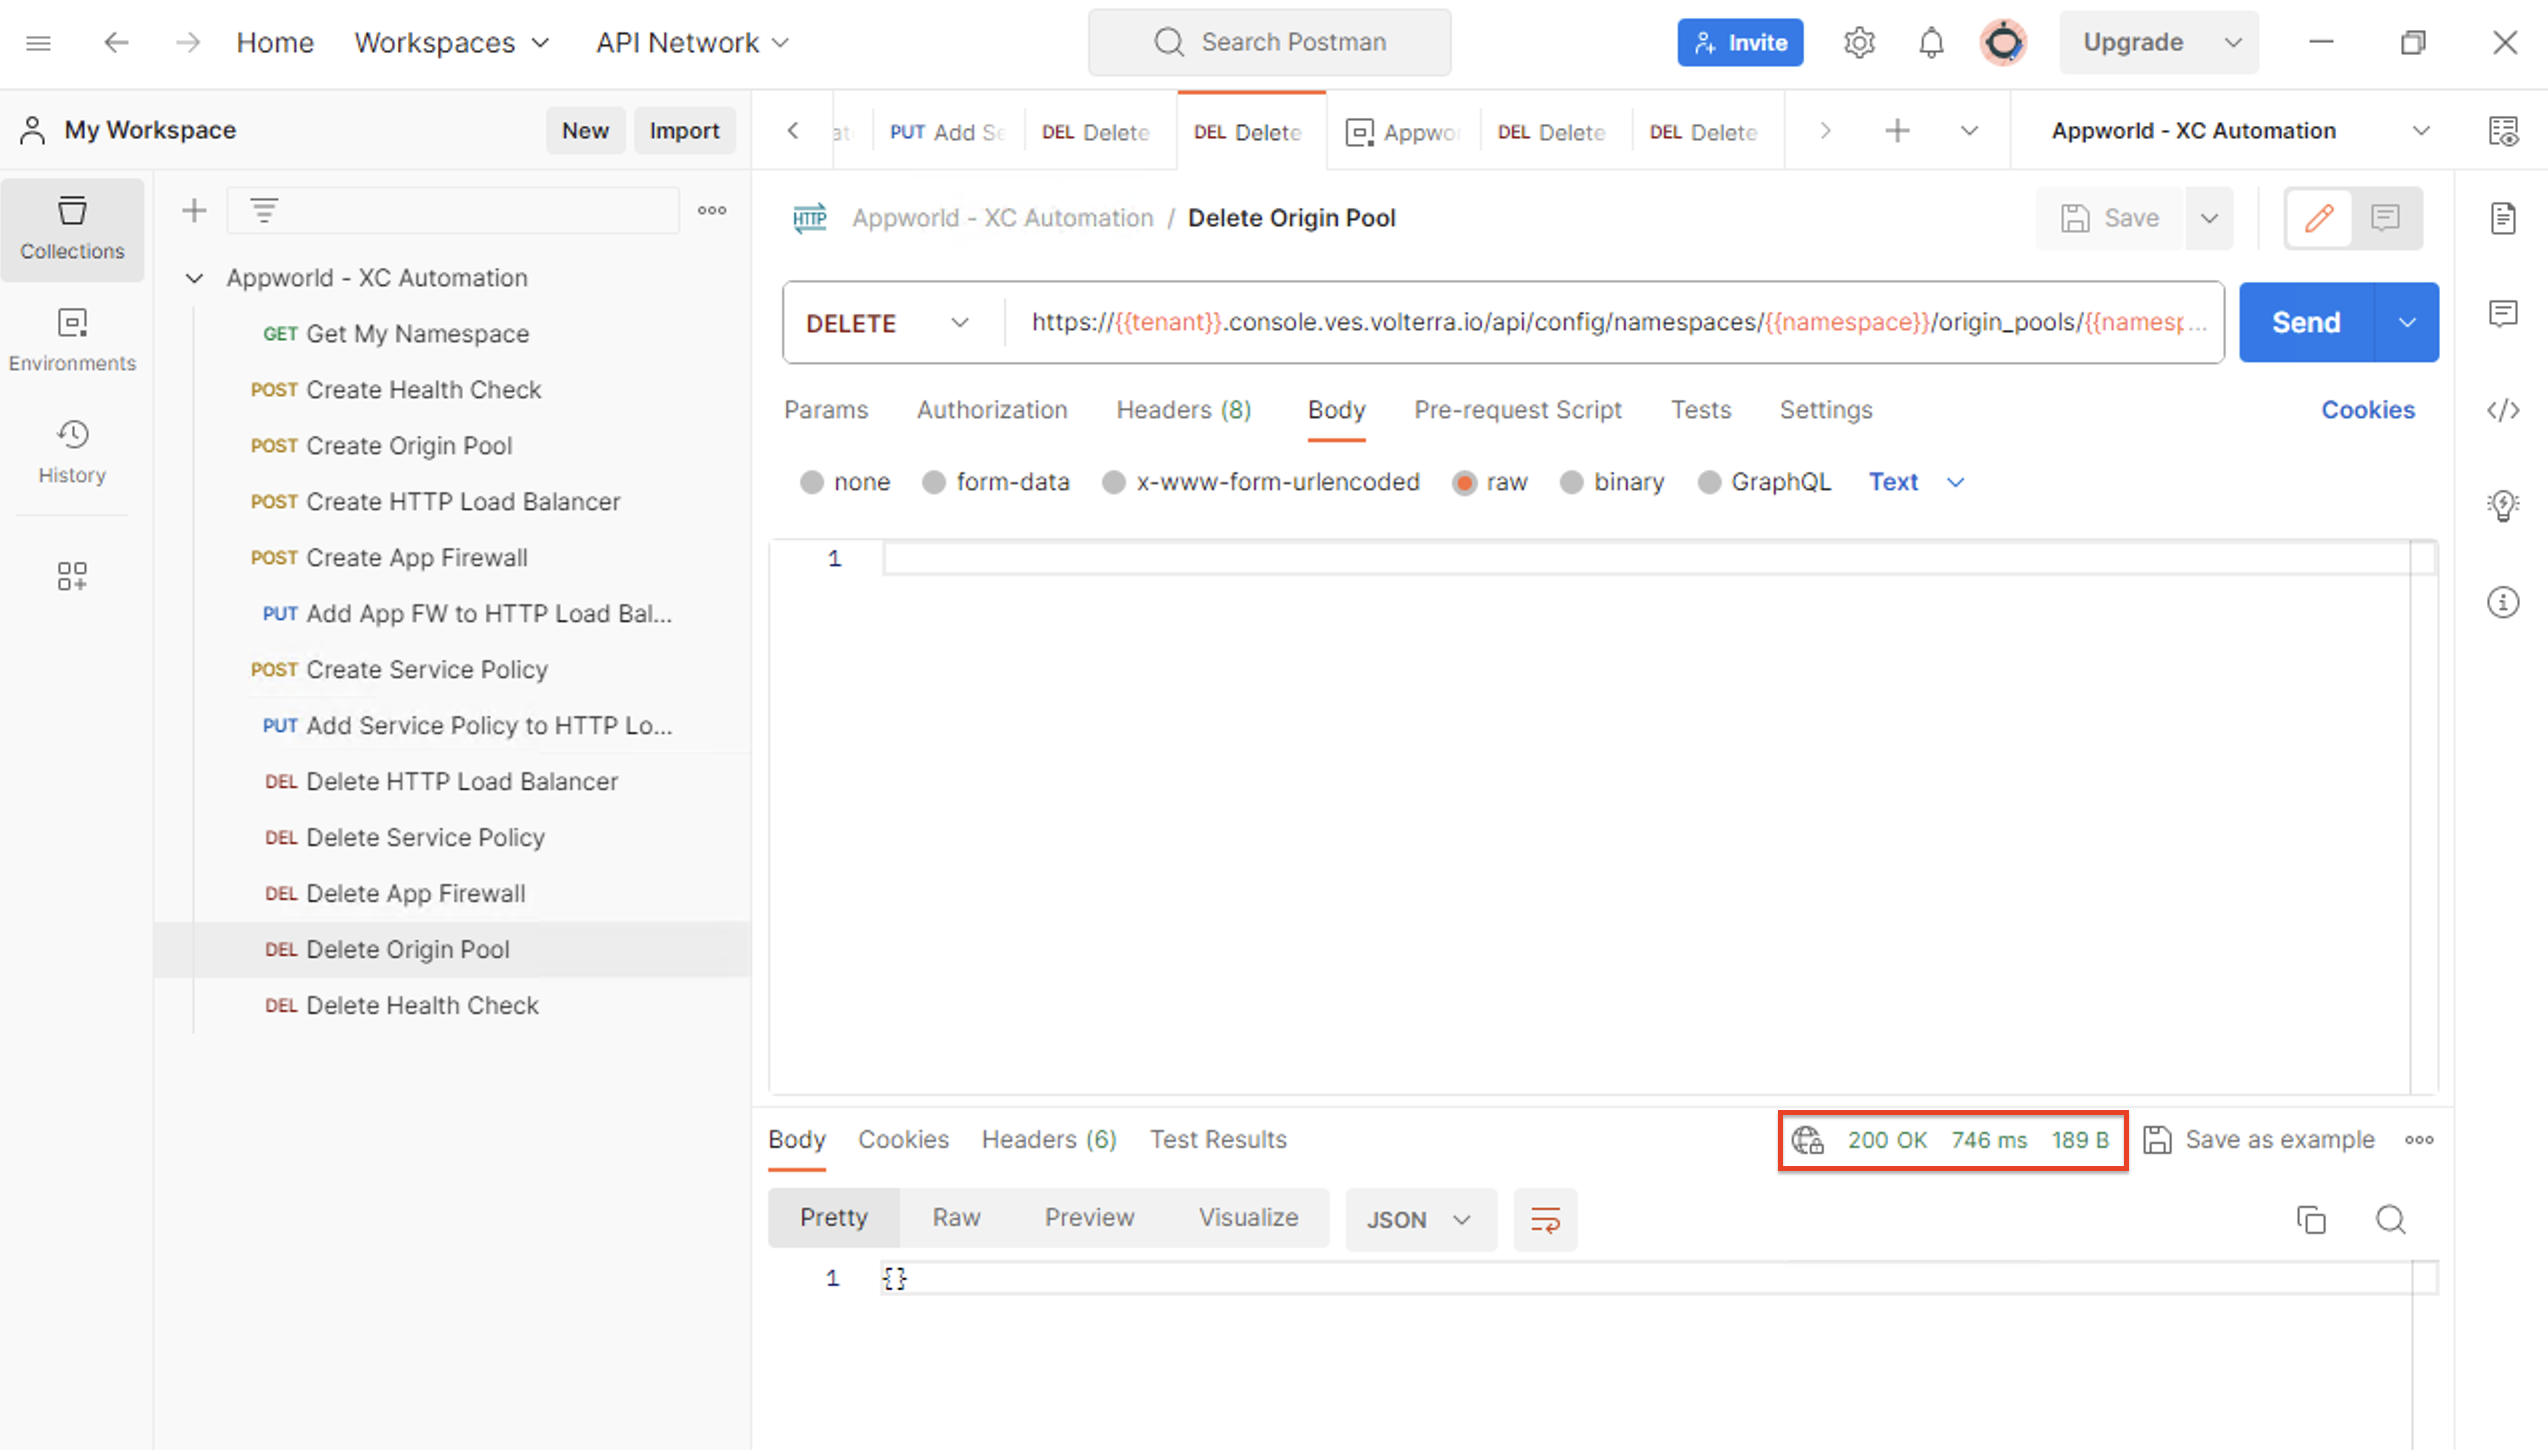 Home Workspaces API Network Search Postman Invite Upgrade
My Workspace New Import
PUT Add Se DEL Delete DEL Delete Appwor DEL Delete DEL Delete Appworld - XC Automation
Collections
Environments
History
Appworld - XC Automation
GET Get My Namespace
POST Create Health Check
POST Create Origin Pool
POST Create HTTP Load Balancer
POST Create App Firewall
PUT Add App FW to HTTP Load Bal...
POST Create Service Policy
PUT Add Service Policy to HTTP Lo...
DEL Delete HTTP Load Balancer
DEL Delete Service Policy
DEL Delete App Firewall
DEL Delete Origin Pool
DEL Delete Health Check
HTTP Appworld - XC Automation / Delete Origin Pool Save
DELETE https://{{tenant}}.console.ves.volterra.io/api/config/namespaces/{{namespace}}/origin_pools/{{namesp... Send
Params Authorization Headers (8) Body Pre-request Script Tests Settings Cookies
none form-data x-www-form-urlencoded raw binary GraphQL Text
1
Body Cookies Headers (6) Test Results 200 OK 746 ms 189 B Save as example
Pretty Raw Preview Visualize JSON
1 {}